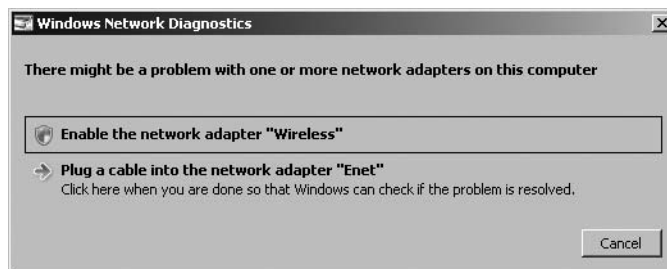 Windows Network Diagnostics
There might be a problem with one or more network adapters on this computer
Enable the network adapter "Wireless"
Plug a cable into the network adapter "Enet"
Click here when you are done so that Windows can check if the problem is resolved.
Cancel